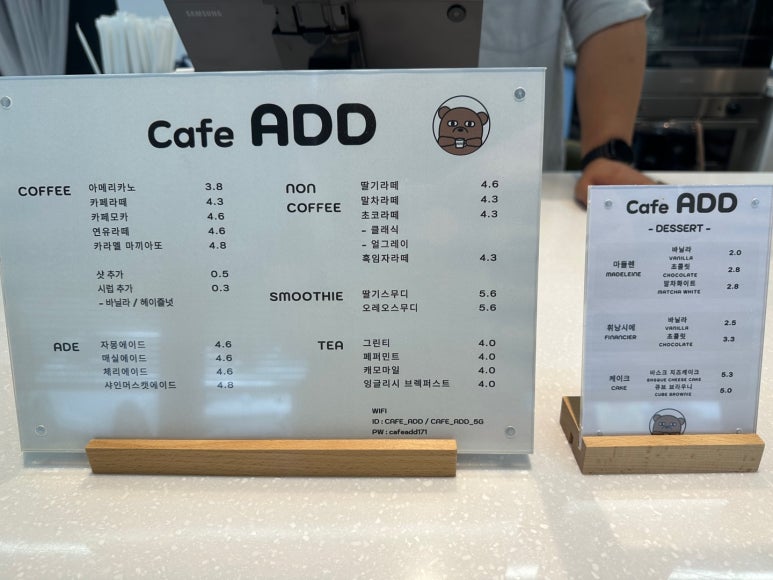 SAMSUNG
Cafe ADD
COFFEE
아메리카노 3.8
카페라떼 4.3
카페모카 4.6
연유라떼 4.6
카라멜 마끼아또 4.8
샷 추가 0.5
시럽 추가 0.3
- 바닐라 / 헤이즐넛
ADE
자몽에이드 4.6
매실에이드 4.6
체리에이드 4.6
샤인머스캣에이드 4.8
NON
COFFEE
딸기라떼 4.6
말차라떼 4.3
초코라떼 4.3
- 클래식
- 얼그레이
흑임자라떼 4.3
SMOOTHIE
딸기스무디 5.6
오레오스무디 5.6
TEA
그린티 4.0
페퍼민트 4.0
캐모마일 4.0
잉글리시 브렉퍼스트 4.0
WIFI
ID : CAFE_ADD / CAFE_ADD_5G
PW : cafeadd171
Cafe ADD
- DESSERT -
마들렌
MADELEINE
바닐라 2.0
VANILLA
초콜릿 2.8
CHOCOLATE
말차화이트 2.8
MATCHA WHITE
휘낭시에
FINANCIER
바닐라 2.5
VANILLA
초콜릿 3.3
CHOCOLATE
케이크
CAKE
바스크 치즈케이크 5.3
BASQUE CHEESE CAKE
큐브 브라우니 5.0
CUBE BROWNIE